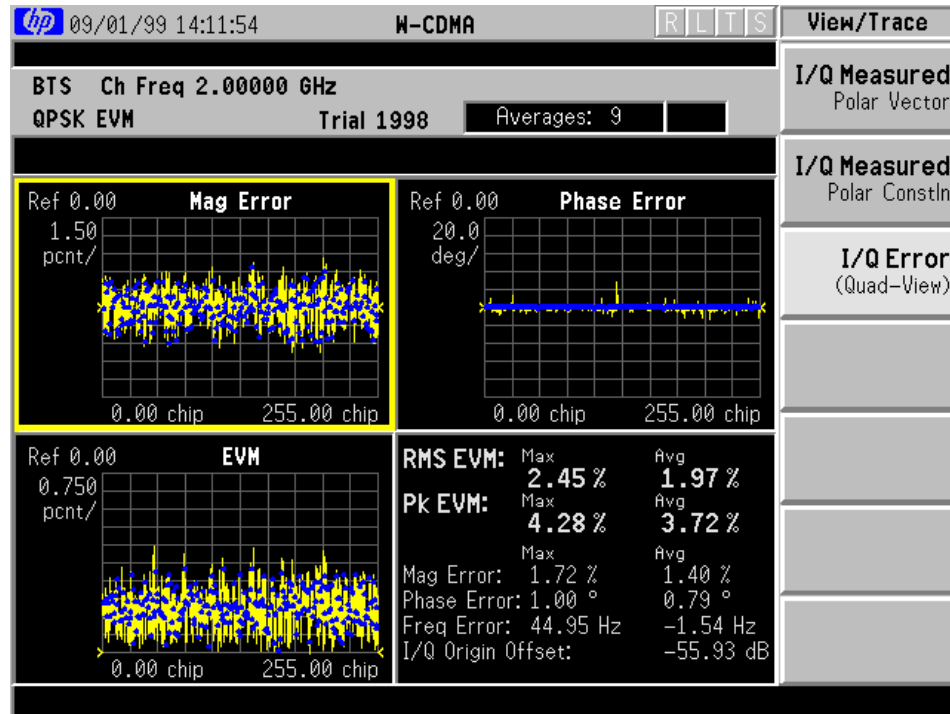 hp 09/01/99 14:11:54 W-CDMA R L T S View/Trace
BTS Ch Freq 2.00000 GHz
QPSK EVM Trial 1998 Averages: 9
I/Q Measured
Polar Vector
I/Q Measured
Polar Constln
I/Q Error
(Quad-View)
Ref 0.00 Mag Error
1.50
pcnt/
0.00 chip 255.00 chip
Ref 0.00 Phase Error
20.0
deg/
0.00 chip 255.00 chip
Ref 0.00 EVM
0.750
pcnt/
0.00 chip 255.00 chip
RMS EVM: Max Avg
2.45 % 1.97 %
Pk EVM: Max Avg
4.28 % 3.72 %
Max Avg
Mag Error: 1.72 % 1.40 %
Phase Error: 1.00 ° 0.79 °
Freq Error: 44.95 Hz -1.54 Hz
I/Q Origin Offset: -55.93 dB